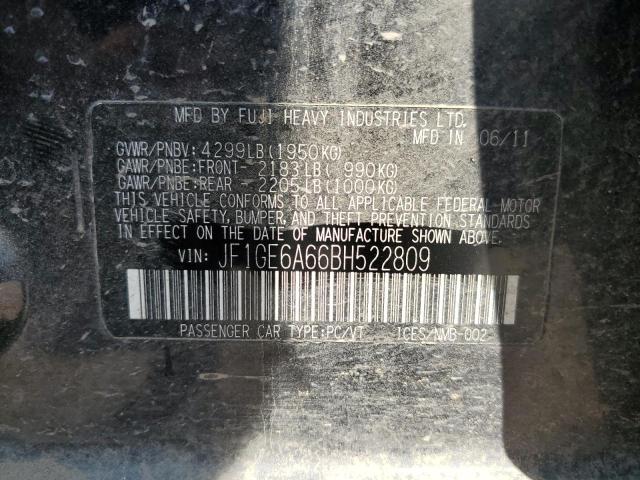 MFD BY FUJI HEAVY INDUSTRIES LTD.
MFD IN 06/11
GVWR/PNBV: 4299LB(1950KG)
GAWR/PNBE:FRONT- 2183LB( 990KG)
GAWR/PNBE:REAR - 2205LB(1000KG)
THIS VEHICLE CONFORMS TO ALL APPLICABLE FEDERAL MOTOR
VEHICLE SAFETY, BUMPER, AND THEFT PREVENTION STANDARDS
IN EFFECT ON THE DATE OF MANUFACTURE SHOWN ABOVE.
VIN: JF1GE6A66BH522809
PASSENGER CAR TYPE:PC/VT ICES/NMB-002